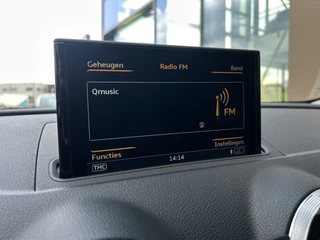 Geheugen Radio FM Band
Qmusic
FM
Functies Instellingen
TMC 14:14